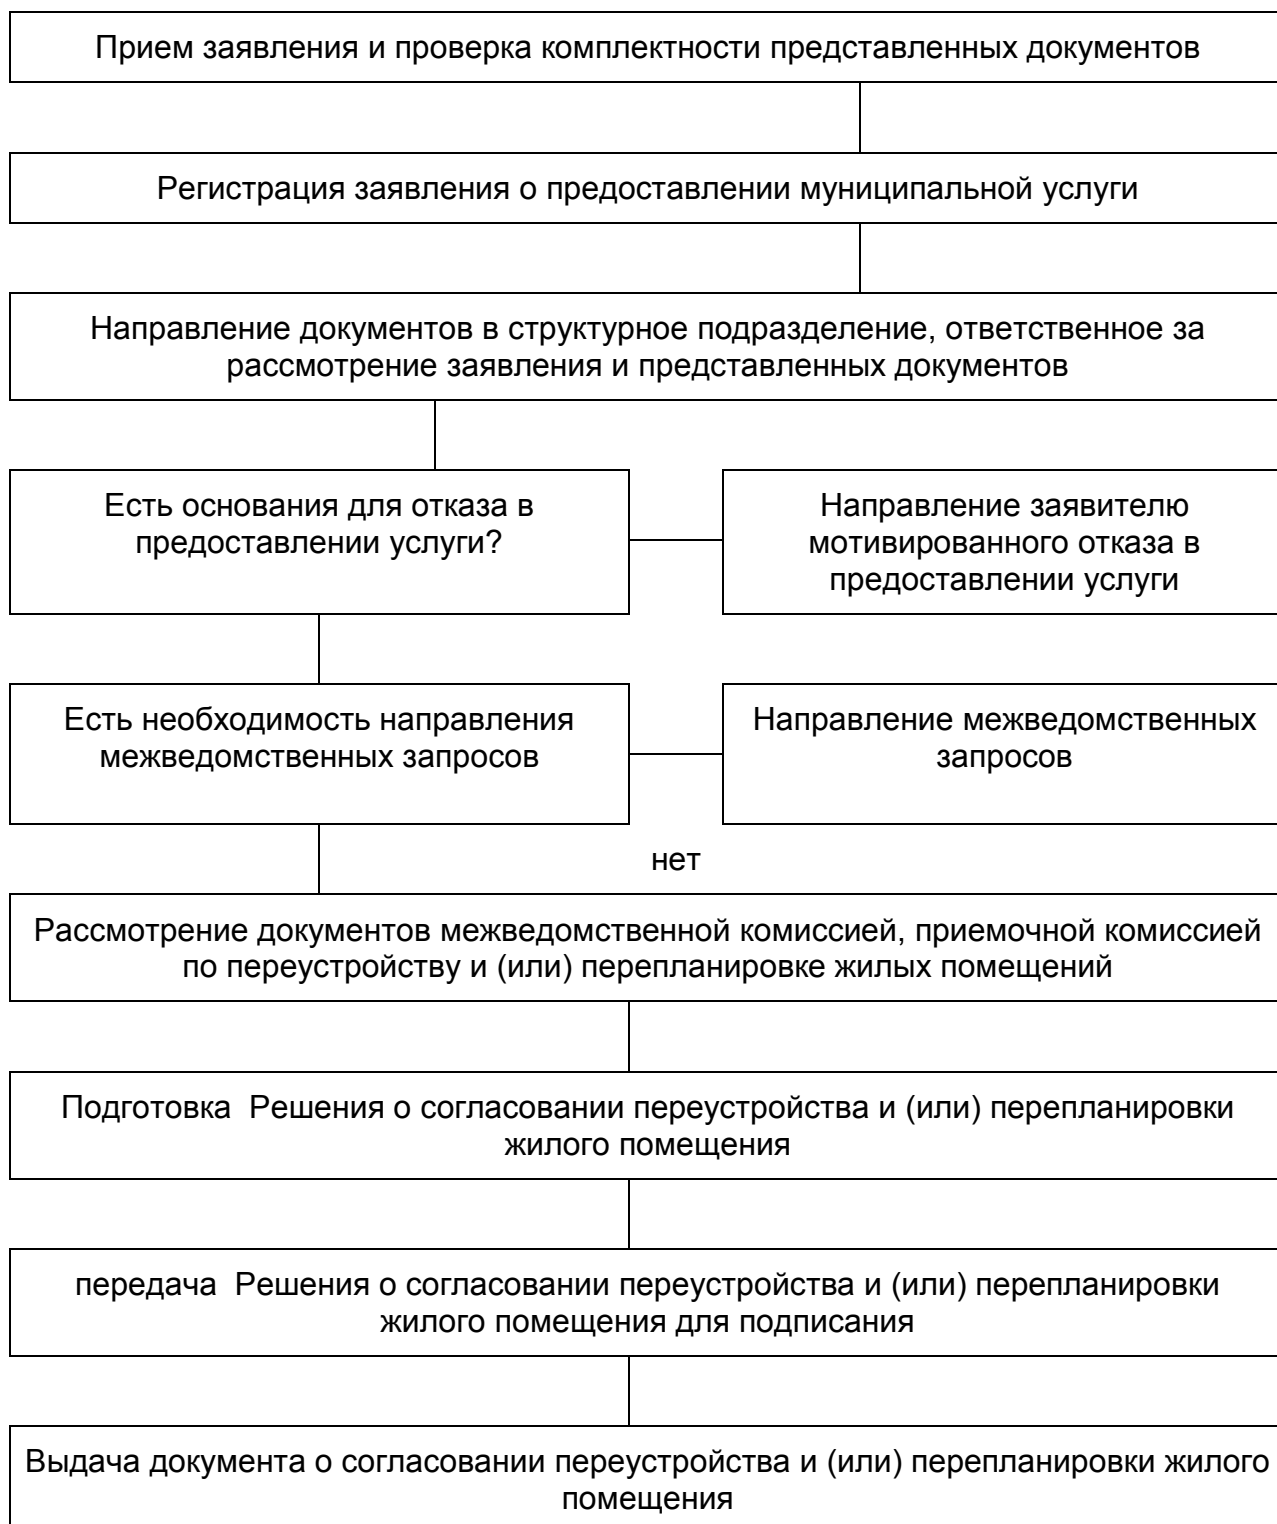 Прием заявления и проверка комплектности представленных документов
Регистрация заявления о предоставлении муниципальной услуги
Направление документов в структурное подразделение, ответственное за
рассмотрение заявления и представленных документов
Есть основания для отказа в
предоставлении услуги?
Направление заявителю
мотивированного отказа в
предоставлении услуги
Есть необходимость направления
межведомственных запросов
Направление межведомственных
запросов
нет
Рассмотрение документов межведомственной комиссией, приемочной комиссией
по переустройству и (или) перепланировке жилых помещений
Подготовка  Решения о согласовании переустройства и (или) перепланировки
жилого помещения
передача  Решения о согласовании переустройства и (или) перепланировки
жилого помещения для подписания
Выдача документа о согласовании переустройства и (или) перепланировки жилого
помещения